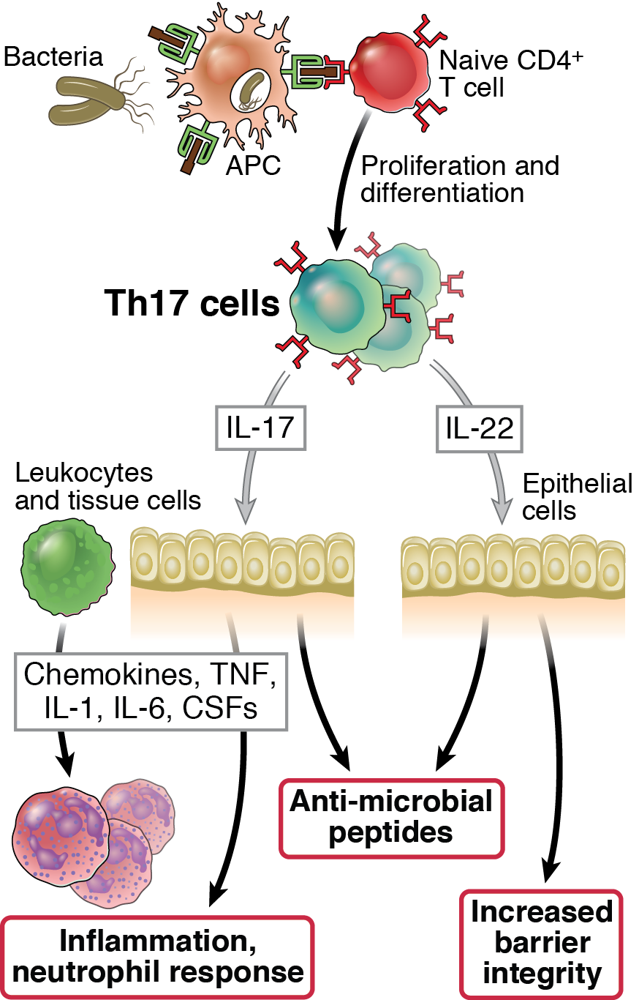 Bacteria
Naive CD4+
T cell
APC
Proliferation and
differentiation
Th17 cells
IL-17
IL-22
Leukocytes
and tissue cells
Epithelial
cells
Chemokines, TNF,
IL-1, IL-6, CSFs
Anti-microbial
peptides
Increased
barrier
integrity
Inflammation,
neutrophil response